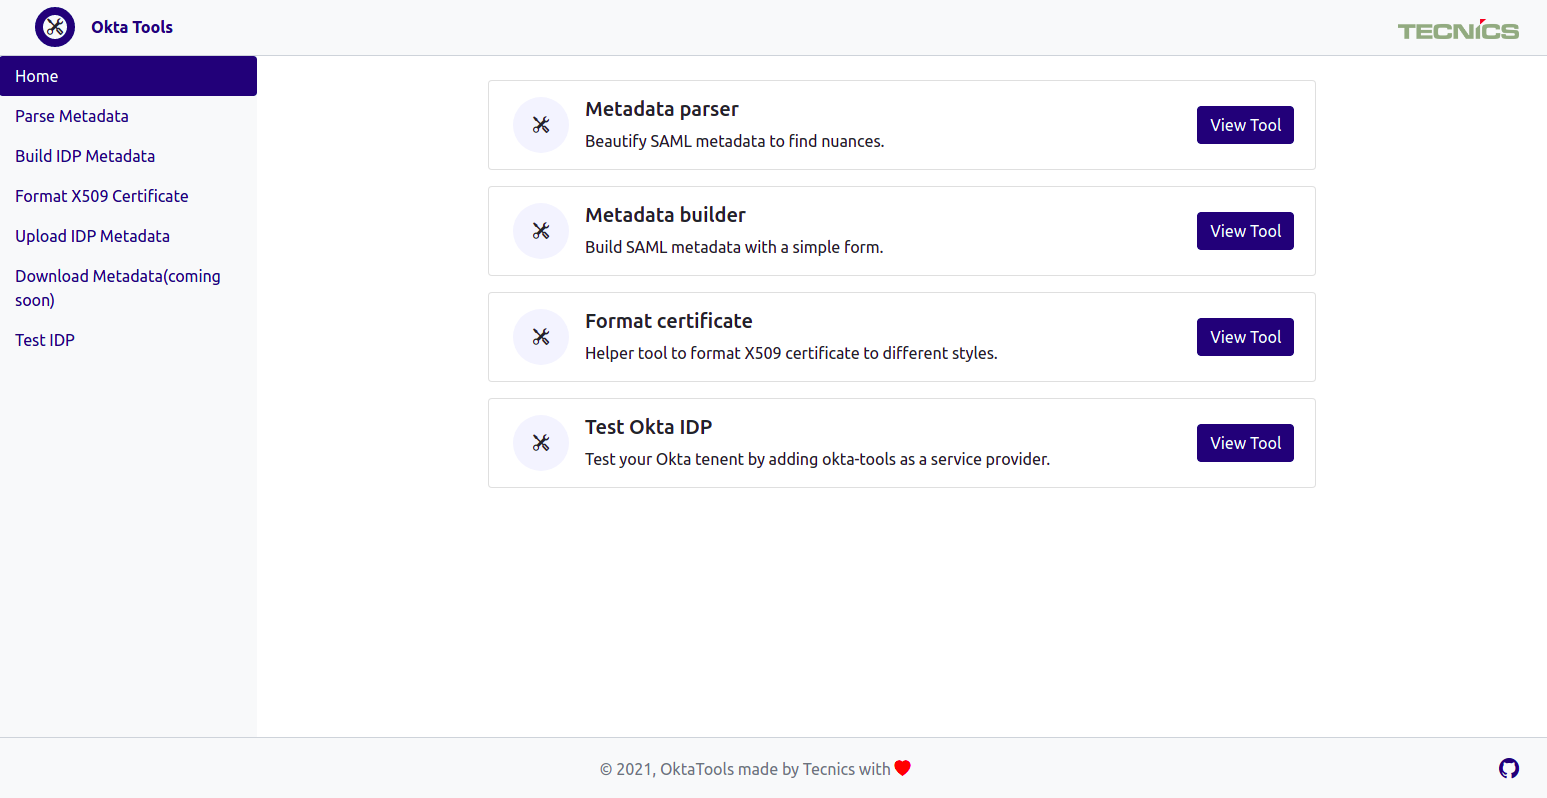 Okta Tools
TECNICS
Home
Parse Metadata
Build IDP Metadata
Format X509 Certificate
Upload IDP Metadata
Download Metadata(coming
soon)
Test IDP
Metadata parser
Beautify SAML metadata to find nuances.
View Tool
Metadata builder
Build SAML metadata with a simple form.
View Tool
Format certificate
Helper tool to format X509 certificate to different styles.
View Tool
Test Okta IDP
Test your Okta tenent by adding okta-tools as a service provider.
View Tool
© 2021, OktaTools made by Tecnics with